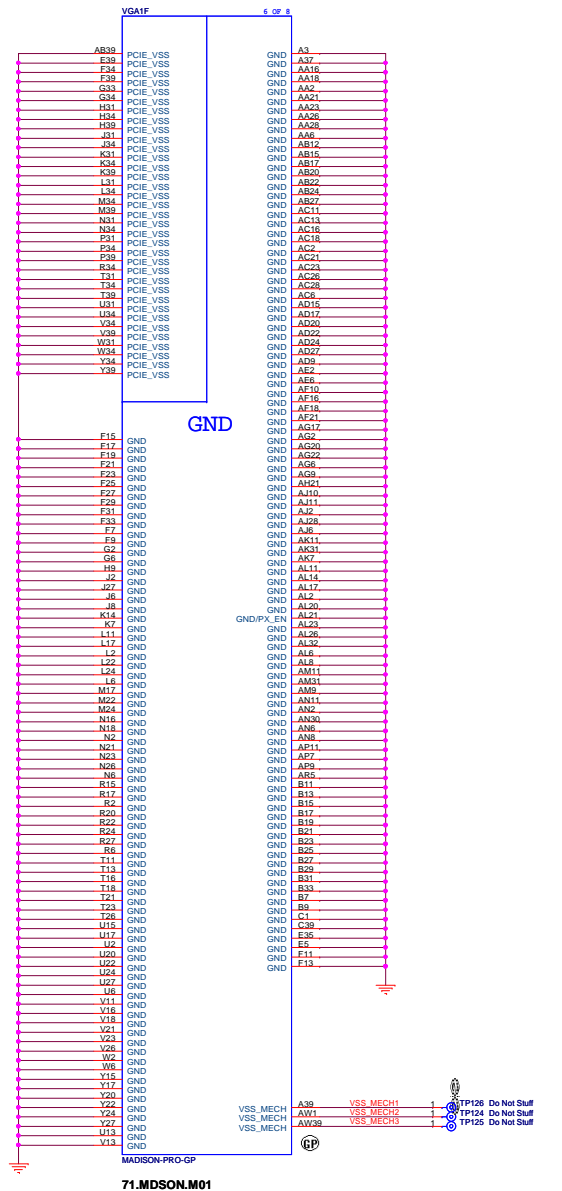 VGA1F
6 OF 8
AB39 PCIE_VSS
E39 PCIE_VSS
F34 PCIE_VSS
F39 PCIE_VSS
G33 PCIE_VSS
G34 PCIE_VSS
H31 PCIE_VSS
H34 PCIE_VSS
H39 PCIE_VSS
J31 PCIE_VSS
J34 PCIE_VSS
K31 PCIE_VSS
K34 PCIE_VSS
K39 PCIE_VSS
L31 PCIE_VSS
L34 PCIE_VSS
M34 PCIE_VSS
M39 PCIE_VSS
N31 PCIE_VSS
N34 PCIE_VSS
P31 PCIE_VSS
P34 PCIE_VSS
P39 PCIE_VSS
R34 PCIE_VSS
T31 PCIE_VSS
T34 PCIE_VSS
T39 PCIE_VSS
U31 PCIE_VSS
U34 PCIE_VSS
V34 PCIE_VSS
V39 PCIE_VSS
W31 PCIE_VSS
W34 PCIE_VSS
Y34 PCIE_VSS
Y39 PCIE_VSS
GND
F15 GND
F17 GND
F19 GND
F21 GND
F23 GND
F25 GND
F27 GND
F29 GND
F31 GND
F33 GND
F7 GND
F9 GND
G2 GND
G6 GND
H9 GND
J2 GND
J27 GND
J6 GND
J8 GND
K14 GND
K7 GND
L11 GND
L17 GND
L2 GND
L22 GND
L24 GND
L6 GND
M17 GND
M22 GND
M24 GND
N16 GND
N18 GND
N2 GND
N21 GND
N23 GND
N26 GND
N6 GND
R15 GND
R17 GND
R2 GND
R20 GND
R22 GND
R24 GND
R27 GND
R6 GND
T11 GND
T13 GND
T16 GND
T18 GND
T21 GND
T23 GND
T26 GND
U15 GND
U17 GND
U2 GND
U20 GND
U22 GND
U24 GND
U27 GND
U6 GND
V11 GND
V16 GND
V18 GND
V21 GND
V23 GND
V26 GND
W2 GND
W6 GND
Y15 GND
Y17 GND
Y20 GND
Y22 GND
Y24 GND
Y27 GND
U13 GND
V13 GND
GND A3
GND A37
GND AA16
GND AA18
GND AA2
GND AA21
GND AA23
GND AA26
GND AA28
GND AA6
GND AB12
GND AB15
GND AB17
GND AB20
GND AB22
GND AB24
GND AB27
GND AC11
GND AC13
GND AC16
GND AC18
GND AC2
GND AC21
GND AC23
GND AC26
GND AC28
GND AC6
GND AD15
GND AD17
GND AD20
GND AD22
GND AD24
GND AD27
GND AD9
GND AE2
GND AE6
GND AF10
GND AF16
GND AF18
GND AF21
GND AG17
GND AG2
GND AG20
GND AG22
GND AG6
GND AG9
GND AH21
GND AJ10
GND AJ11
GND AJ2
GND AJ28
GND AJ6
GND AK11
GND AK31
GND AK7
GND AL11
GND AL14
GND AL17
GND AL2
GND AL20
GND/PX_EN AL21
GND AL23
GND AL26
GND AL32
GND AL6
GND AL8
GND AM11
GND AM31
GND AM9
GND AN11
GND AN2
GND AN30
GND AN6
GND AN8
GND AP11
GND AP7
GND AP9
GND AR5
GND B11
GND B13
GND B15
GND B17
GND B19
GND B21
GND B23
GND B25
GND B27
GND B29
GND B31
GND B33
GND B7
GND B9
GND C1
GND C39
GND E35
GND E5
GND F11
GND F13
VSS_MECH A39 VSS_MECH1 1 TP126 Do Not Stuff
VSS_MECH AW1 VSS_MECH2 1 TP124 Do Not Stuff
VSS_MECH AW39 VSS_MECH3 1 TP125 Do Not Stuff
GP
MADISON-PRO-GP
71.MDSON.M01